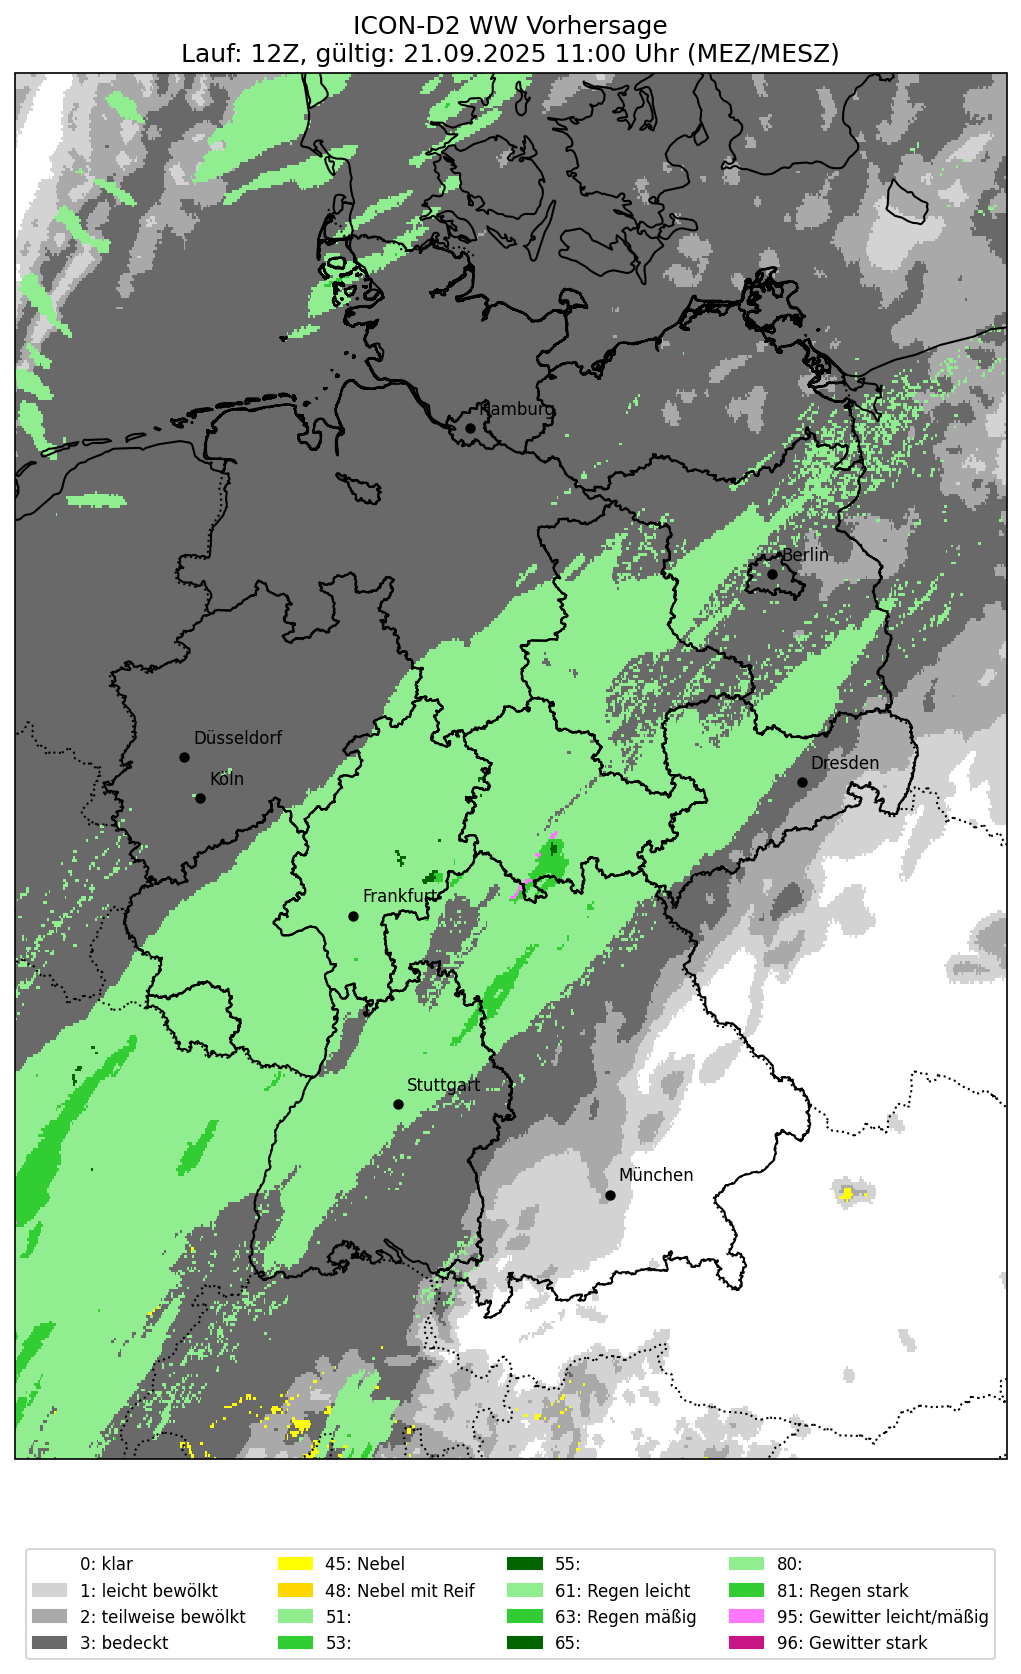 ICON-D2 WW Vorhersage
Lauf: 12Z, gültig: 21.09.2025 11:00 Uhr (MEZ/MESZ)
Hamburg
Berlin
Düsseldorf
Köln
Dresden
Frankfurt
Stuttgart
München
0: klar
1: leicht bewölkt
2: teilweise bewölkt
3: bedeckt
45: Nebel
48: Nebel mit Reif
51:
53:
55:
61: Regen leicht
63: Regen mäßig
65:
80:
81: Regen stark
95: Gewitter leicht/mäßig
96: Gewitter stark